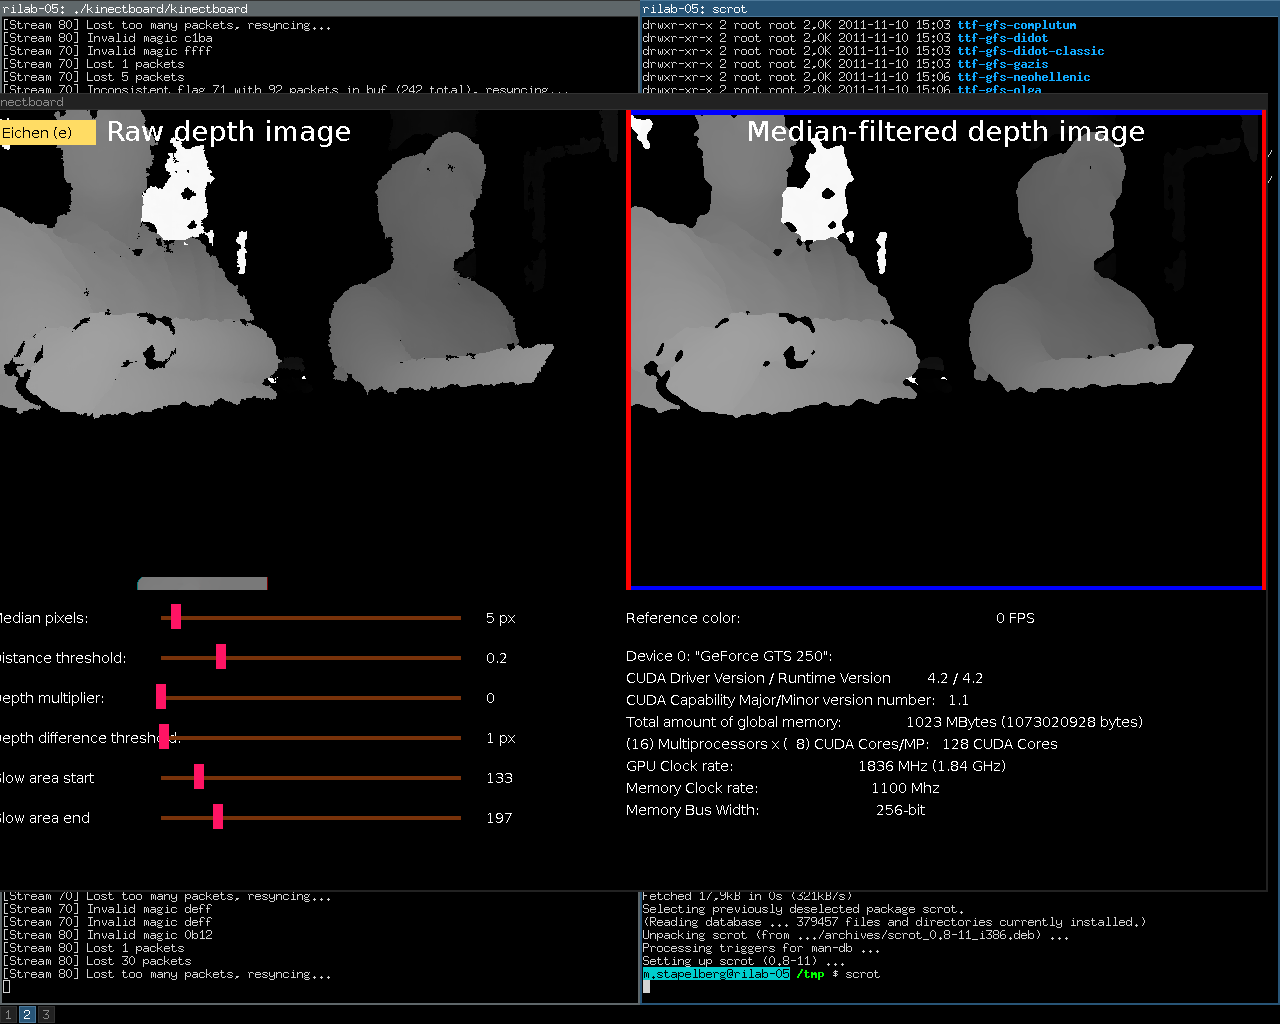 rilab-05: ./kinectboard/kinectboard
[Stream 80] Lost too many packets, resyncing...
[Stream 80] Invalid magic c1ba
[Stream 70] Invalid magic ffff
[Stream 70] Lost 1 packets
[Stream 70] Lost 5 packets
[Stream 70] Inconsistent flag 71 with 92 packets in buf (242 total), resyncing...
rilab-05: scrot
drwxr-xr-x 2 root root 2,0K 2011-11-10 15:03 ttf-gfs-complutum
drwxr-xr-x 2 root root 2,0K 2011-11-10 15:03 ttf-gfs-didot
drwxr-xr-x 2 root root 2,0K 2011-11-10 15:03 ttf-gfs-didot-classic
drwxr-xr-x 2 root root 2,0K 2011-11-10 15:03 ttf-gfs-gazis
drwxr-xr-x 2 root root 2,0K 2011-11-10 15:06 ttf-gfs-neohellenic
drwxr-xr-x 2 root root 2,0K 2011-11-10 15:06 ttf-gfs-olga
nectboard
Eichen (e)
Raw depth image
Median-filtered depth image
Median pixels: 5 px
Distance threshold: 0.2
Depth multiplier: 0
Depth difference threshold: 1 px
Glow area start 133
Glow area end 197
Reference color: 0 FPS
Device 0: "GeForce GTS 250":
CUDA Driver Version / Runtime Version 4.2 / 4.2
CUDA Capability Major/Minor version number: 1.1
Total amount of global memory: 1023 MBytes (1073020928 bytes)
(16) Multiprocessors x ( 8) CUDA Cores/MP: 128 CUDA Cores
GPU Clock rate: 1836 MHz (1.84 GHz)
Memory Clock rate: 1100 Mhz
Memory Bus Width: 256-bit
[Stream 70] Lost too many packets, resyncing...
[Stream 70] Invalid magic deff
[Stream 70] Invalid magic deff
[Stream 80] Invalid magic 0b12
[Stream 80] Lost 1 packets
[Stream 80] Lost 30 packets
[Stream 80] Lost too many packets, resyncing...
Fetched 17,9kB in 0s (321kB/s)
Selecting previously deselected package scrot.
(Reading database ... 379457 files and directories currently installed.)
Unpacking scrot (from .../archives/scrot_0.8-11_i386.deb) ...
Processing triggers for man-db ...
Setting up scrot (0.8-11) ...
m.stapelberg@rilab-05 /tmp $ scrot
1 2 3